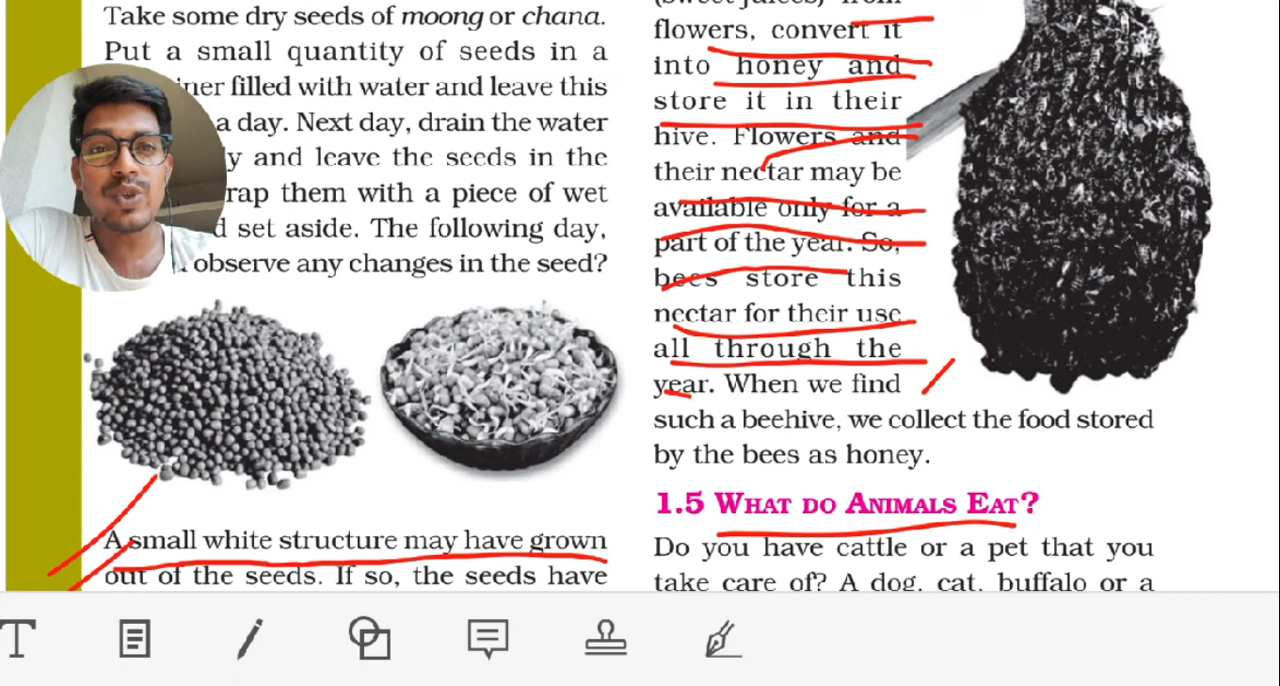 Take some dry seeds of moong or chana.
Put a small quantity of seeds in a
filled with water and leave this
a day. Next day, drain the water
and leave the seeds in the
them with a piece of wet
set aside. The following day,
observe any changes in the seed?
A small white structure may have grown
out of the seeds. If so, the seeds have
flowers, convert it
into honey and
store it in their
hive. Flowers and
their nectar may be
available only for a
part of the year. So,
bees store this
nectar for their use
all through the
year. When we find
such a beehive, we collect the food stored
by the bees as honey.
1.5 WHAT DO ANIMALS EAT?
Do you have cattle or a pet that you
take care of? A dog, cat, buffalo or a
T